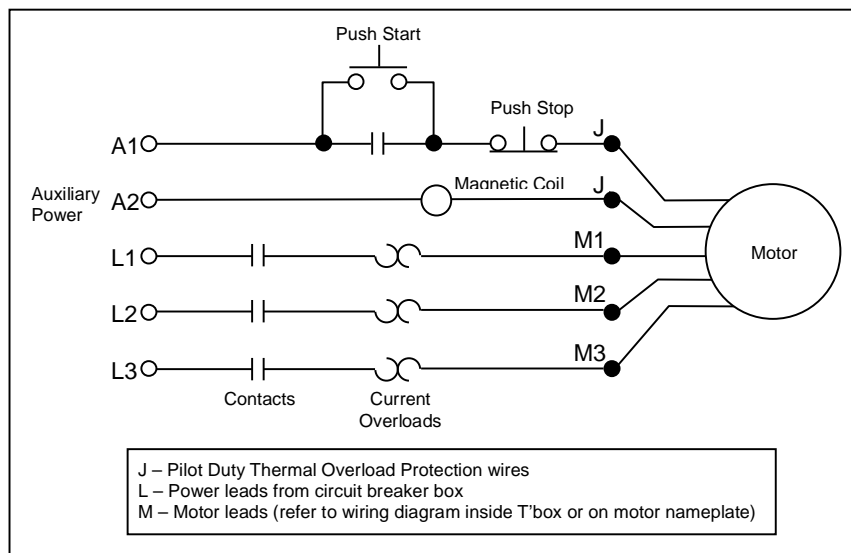 Push Start
Push Stop
A1
J
Auxiliary
Power
A2
Magnetic Coil
J
L1
M1
Motor
L2
M2
L3
M3
Contacts
Current
Overloads
J – Pilot Duty Thermal Overload Protection wires
L – Power leads from circuit breaker box
M – Motor leads (refer to wiring diagram inside T'box or on motor nameplate)